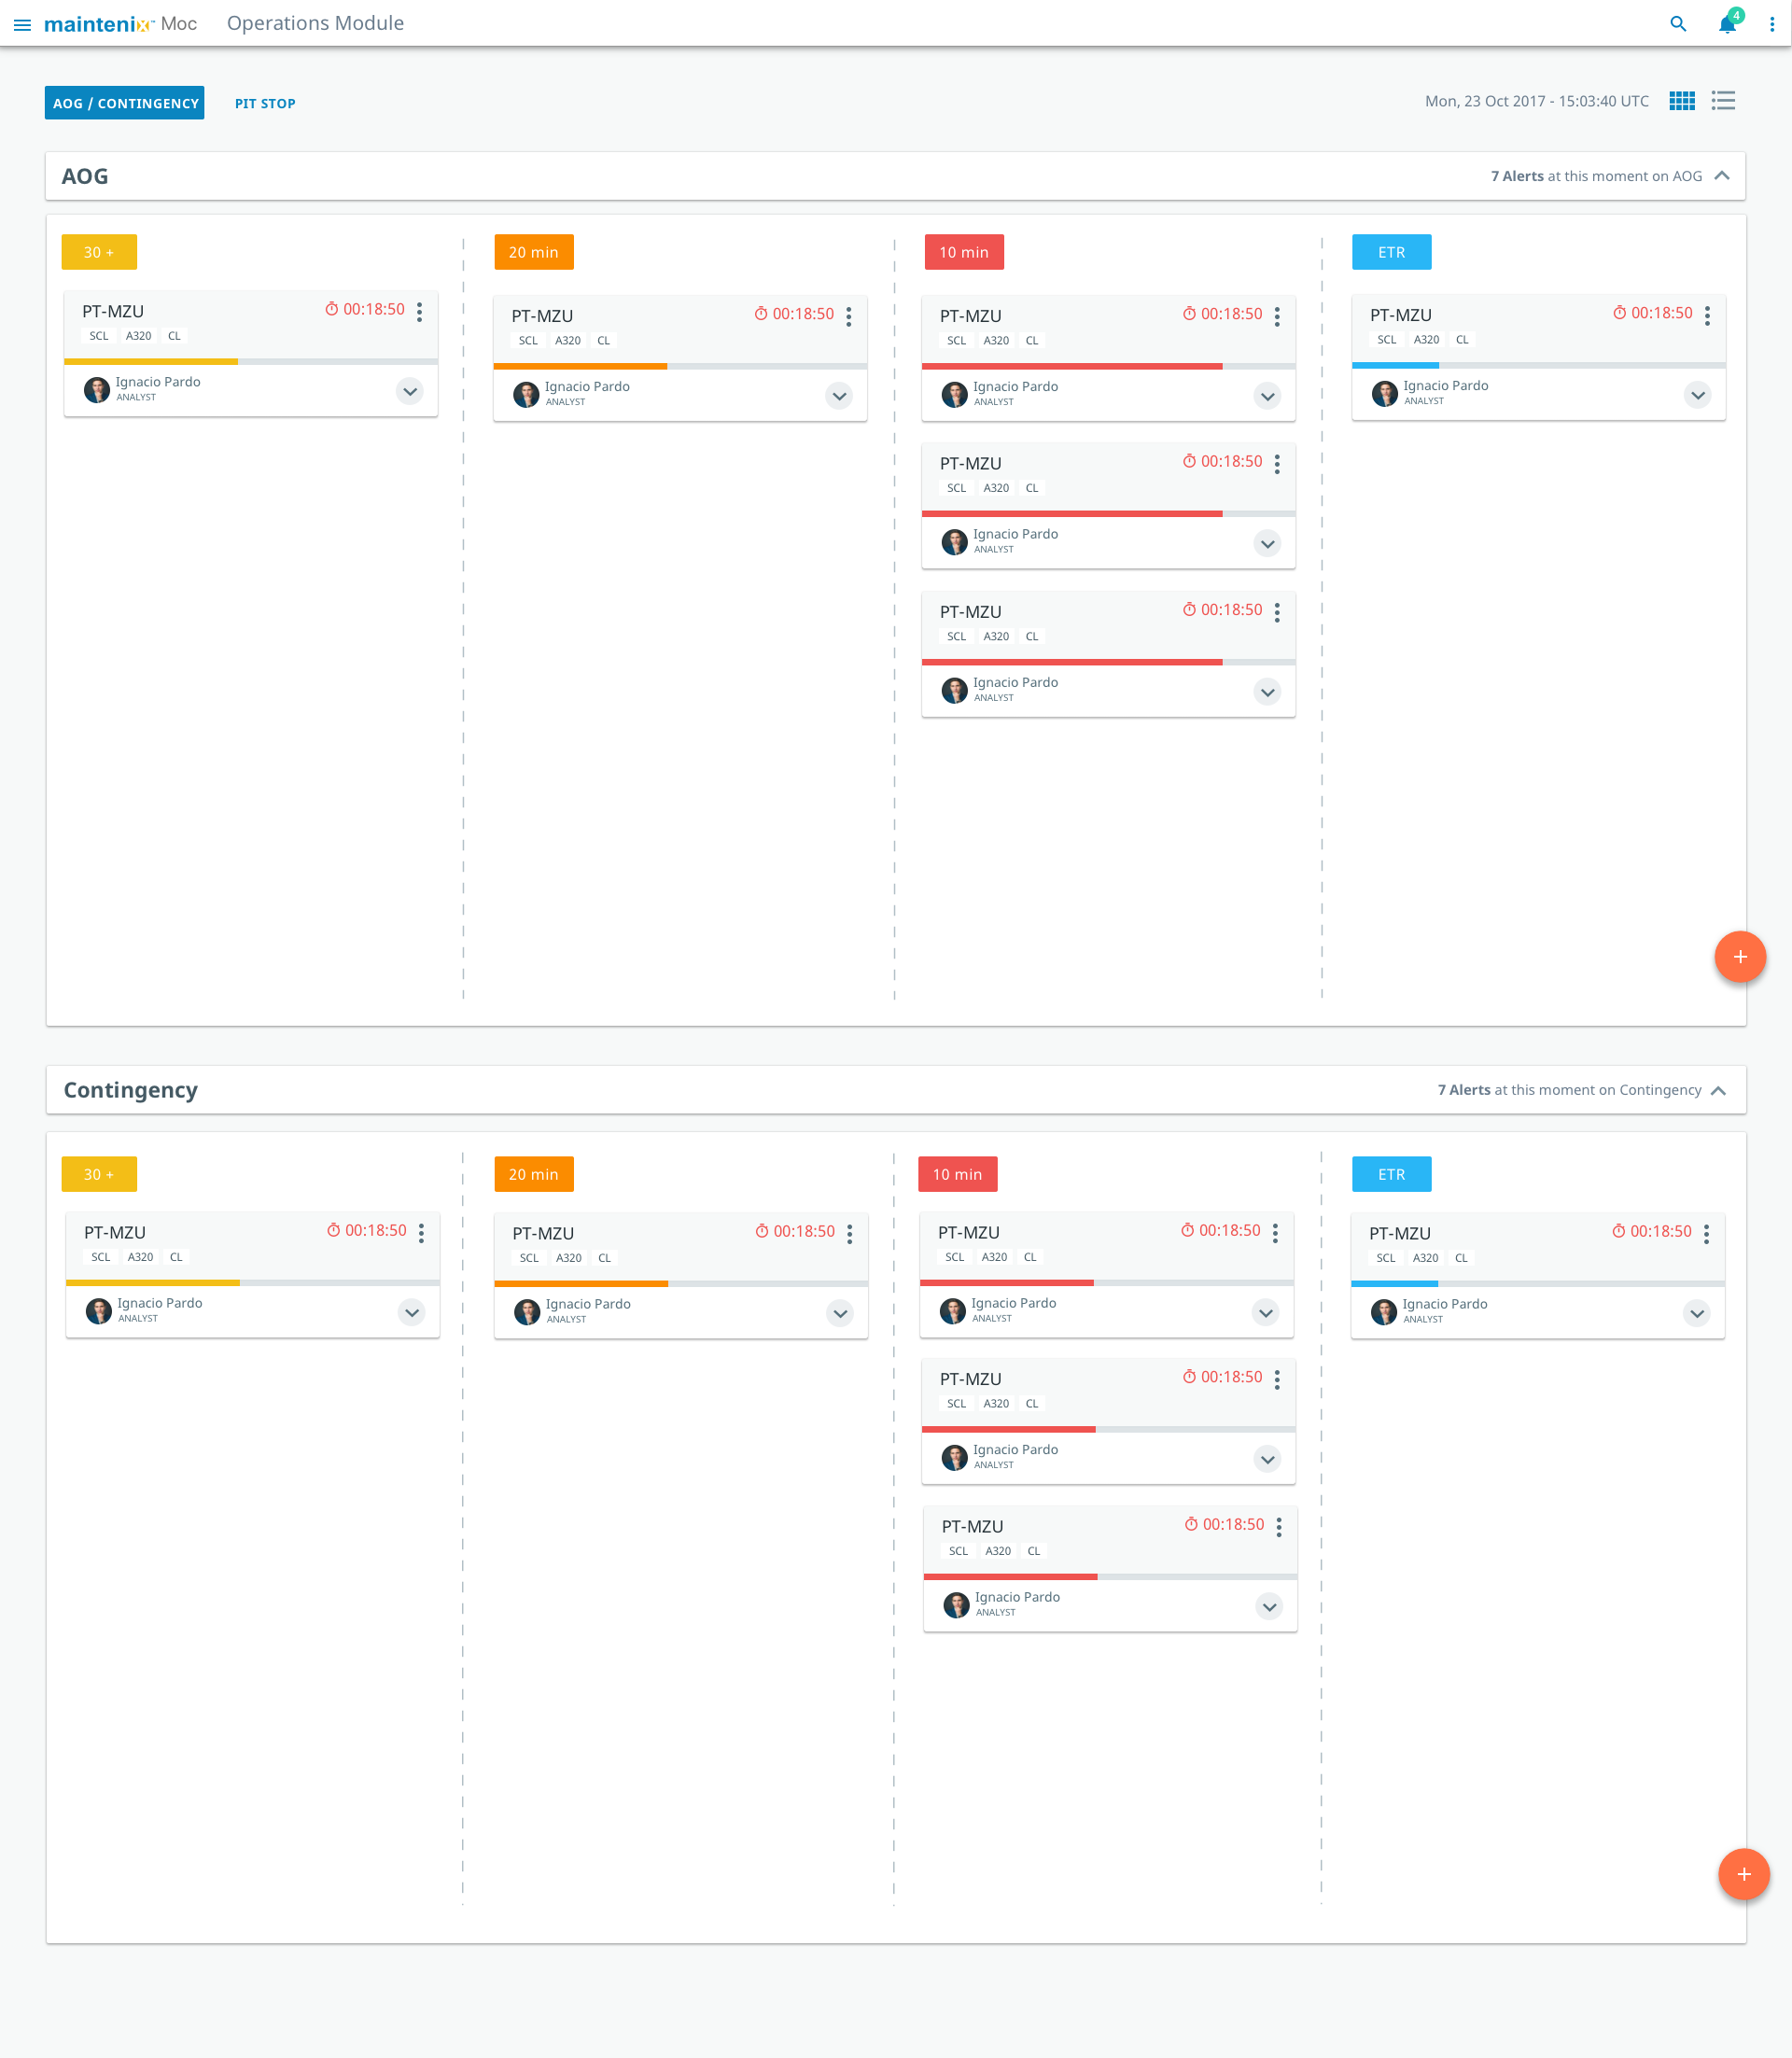 maintenix™ Moc Operations Module 4
AOG / CONTINGENCY PIT STOP Mon, 23 Oct 2017 - 15:03:40 UTC
AOG 7 Alerts at this moment on AOG
30 +
PT-MZU 00:18:50
SCL A320 CL
Ignacio Pardo
ANALYST
20 min
PT-MZU 00:18:50
SCL A320 CL
Ignacio Pardo
ANALYST
10 min
PT-MZU 00:18:50
SCL A320 CL
Ignacio Pardo
ANALYST
PT-MZU 00:18:50
SCL A320 CL
Ignacio Pardo
ANALYST
PT-MZU 00:18:50
SCL A320 CL
Ignacio Pardo
ANALYST
ETR
PT-MZU 00:18:50
SCL A320 CL
Ignacio Pardo
ANALYST
Contingency 7 Alerts at this moment on Contingency
30 +
PT-MZU 00:18:50
SCL A320 CL
Ignacio Pardo
ANALYST
20 min
PT-MZU 00:18:50
SCL A320 CL
Ignacio Pardo
ANALYST
10 min
PT-MZU 00:18:50
SCL A320 CL
Ignacio Pardo
ANALYST
PT-MZU 00:18:50
SCL A320 CL
Ignacio Pardo
ANALYST
PT-MZU 00:18:50
SCL A320 CL
Ignacio Pardo
ANALYST
ETR
PT-MZU 00:18:50
SCL A320 CL
Ignacio Pardo
ANALYST